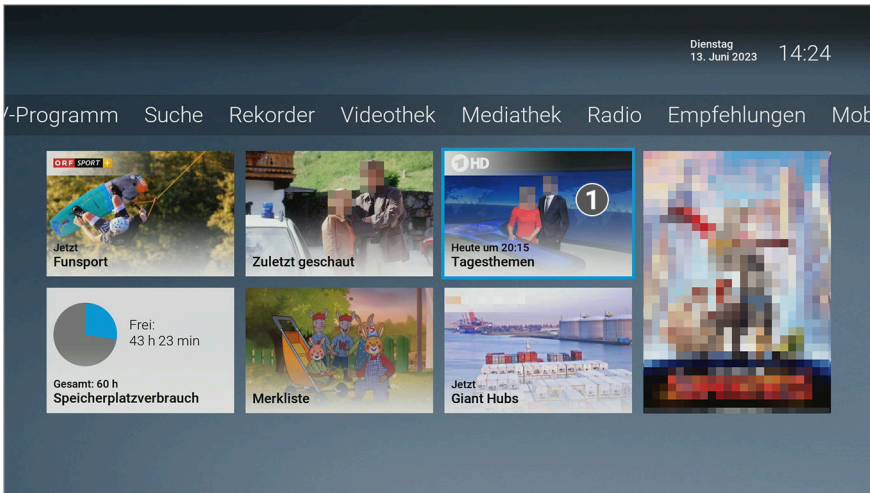 Dienstag
13. Juni 2023
14:24
V-Programm Suche Rekorder Videothek Mediathek Radio Empfehlungen Mob
ORF SPORT +
Jetzt
Funsport
Zuletzt geschaut
1 HD
1
Heute um 20:15
Tagesthemen
Frei:
43 h 23 min
Gesamt: 60 h
Speicherplatzverbrauch
Merkliste
Jetzt
Giant Hubs